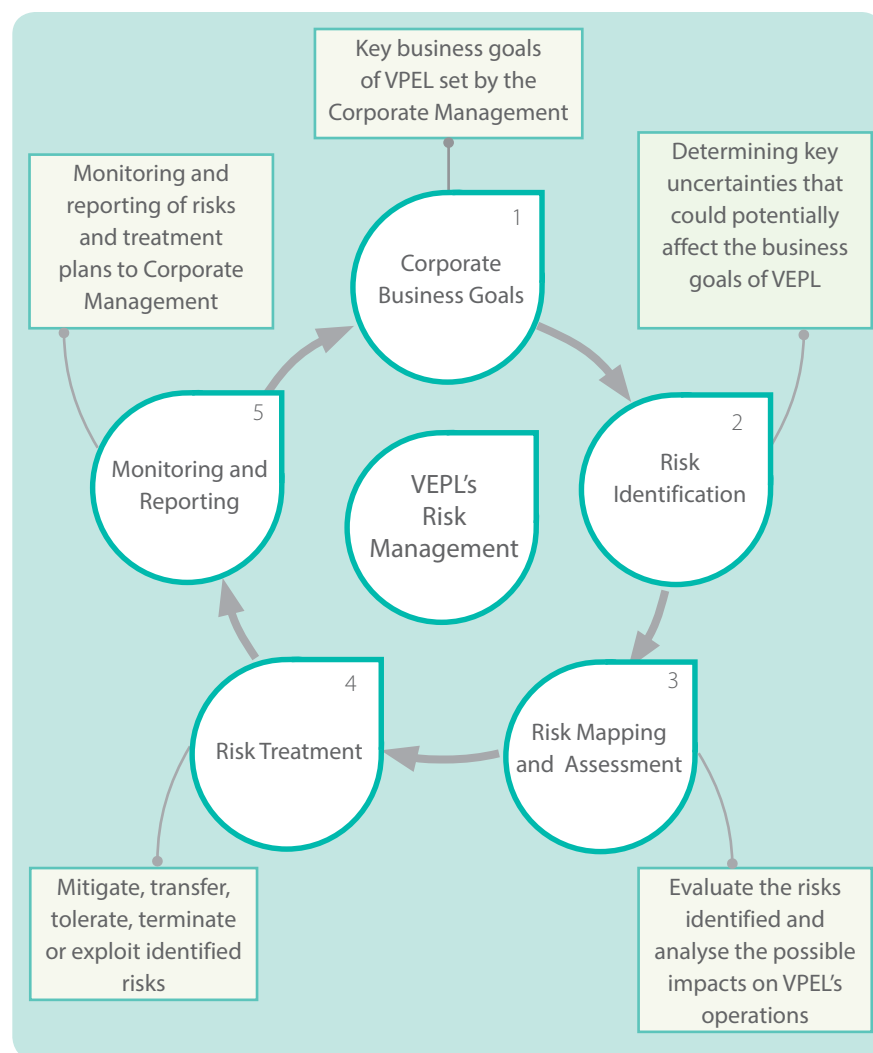 Key business goals
of VPEL set by the
Corporate Management
1
Corporate
Business Goals
Determining key
uncertainties that
could potentially
affect the business
goals of VEPL
2
Risk
Identification
3
Risk Mapping
and Assessment
Evaluate the risks
identified and
analyse the possible
impacts on VPEL's
operations
4
Risk Treatment
Mitigate, transfer,
tolerate, terminate
or exploit identified
risks
5
Monitoring and
Reporting
Monitoring and
reporting of risks
and treatment
plans to Corporate
Management
VEPL's
Risk
Management